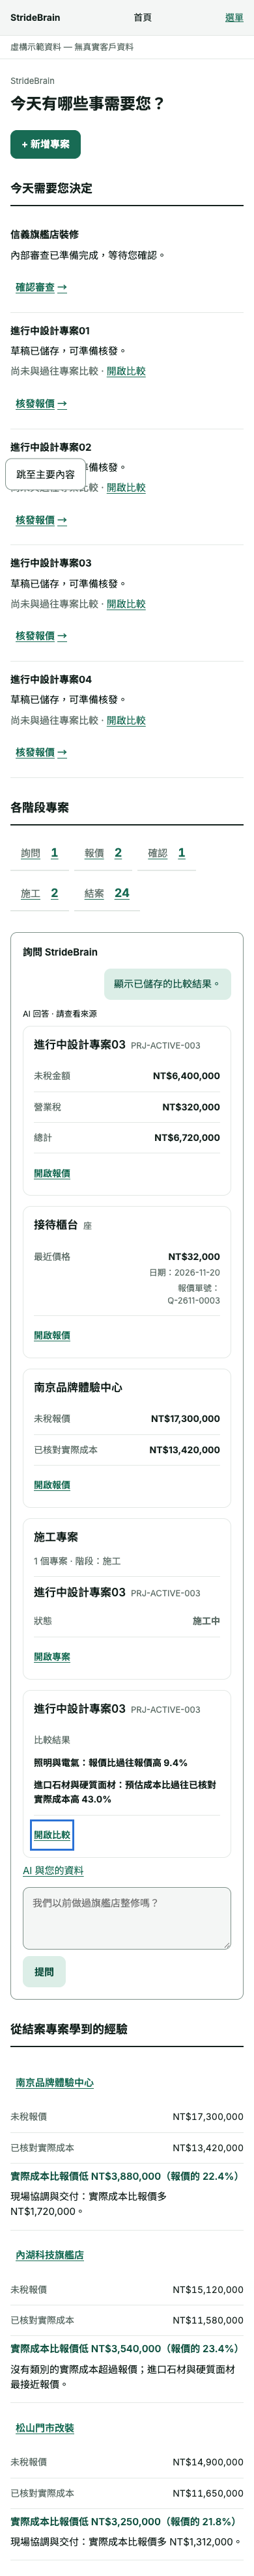 StrideBrain 首頁 選單
虛構示範資料 — 無真實客戶資料
StrideBrain
今天有哪些事需要您？
+ 新增專案
今天需要您決定
信義旗艦店裝修
內部審查已準備完成，等待您確認。
確認審查 →
進行中設計專案01
草稿已儲存，可準備核發。
尚未與過往專案比較 · 開啟比較
核發報價 →
進行中設計專案02
跳至主要內容
準備核發。
比較 · 開啟比較
核發報價 →
進行中設計專案03
草稿已儲存，可準備核發。
尚未與過往專案比較 · 開啟比較
核發報價 →
進行中設計專案04
草稿已儲存，可準備核發。
尚未與過往專案比較 · 開啟比較
核發報價 →
各階段專案
詢問 1 報價 2 確認 1
施工 2 結案 24
詢問 StrideBrain
顯示已儲存的比較結果。
AI 回答 · 請查看來源
進行中設計專案03 PRJ-ACTIVE-003
未稅金額 NT$6,400,000
營業稅 NT$320,000
總計 NT$6,720,000
開啟報價
接待櫃台 座
最近價格 NT$32,000
日期：2026-11-20
報價單號：
Q-2611-0003
開啟報價
南京品牌體驗中心
未稅報價 NT$17,300,000
已核對實際成本 NT$13,420,000
開啟報價
施工專案
1 個專案 · 階段：施工
進行中設計專案03 PRJ-ACTIVE-003
狀態 施工中
開啟專案
進行中設計專案03 PRJ-ACTIVE-003
比較結果
照明與電氣：報價比過往報價高 9.4%
進口石材與硬質面材：預估成本比過往已核對
實際成本高 43.0%
開啟比較
AI 與您的資料
我們以前做過旗艦店整修嗎？
提問
從結案專案學到的經驗
南京品牌體驗中心
未稅報價 NT$17,300,000
已核對實際成本 NT$13,420,000
實際成本比報價低 NT$3,880,000（報價的 22.4%）
現場協調與交付：實際成本比報價多
NT$1,720,000。
內湖科技旗艦店
未稅報價 NT$15,120,000
已核對實際成本 NT$11,580,000
實際成本比報價低 NT$3,540,000（報價的 23.4%）
沒有類別的實際成本超過報價；進口石材與硬質面材
最接近報價。
松山門市改裝
未稅報價 NT$14,900,000
已核對實際成本 NT$11,650,000
實際成本比報價低 NT$3,250,000（報價的 21.8%）
現場協調與交付：實際成本比報價多 NT$1,312,000。